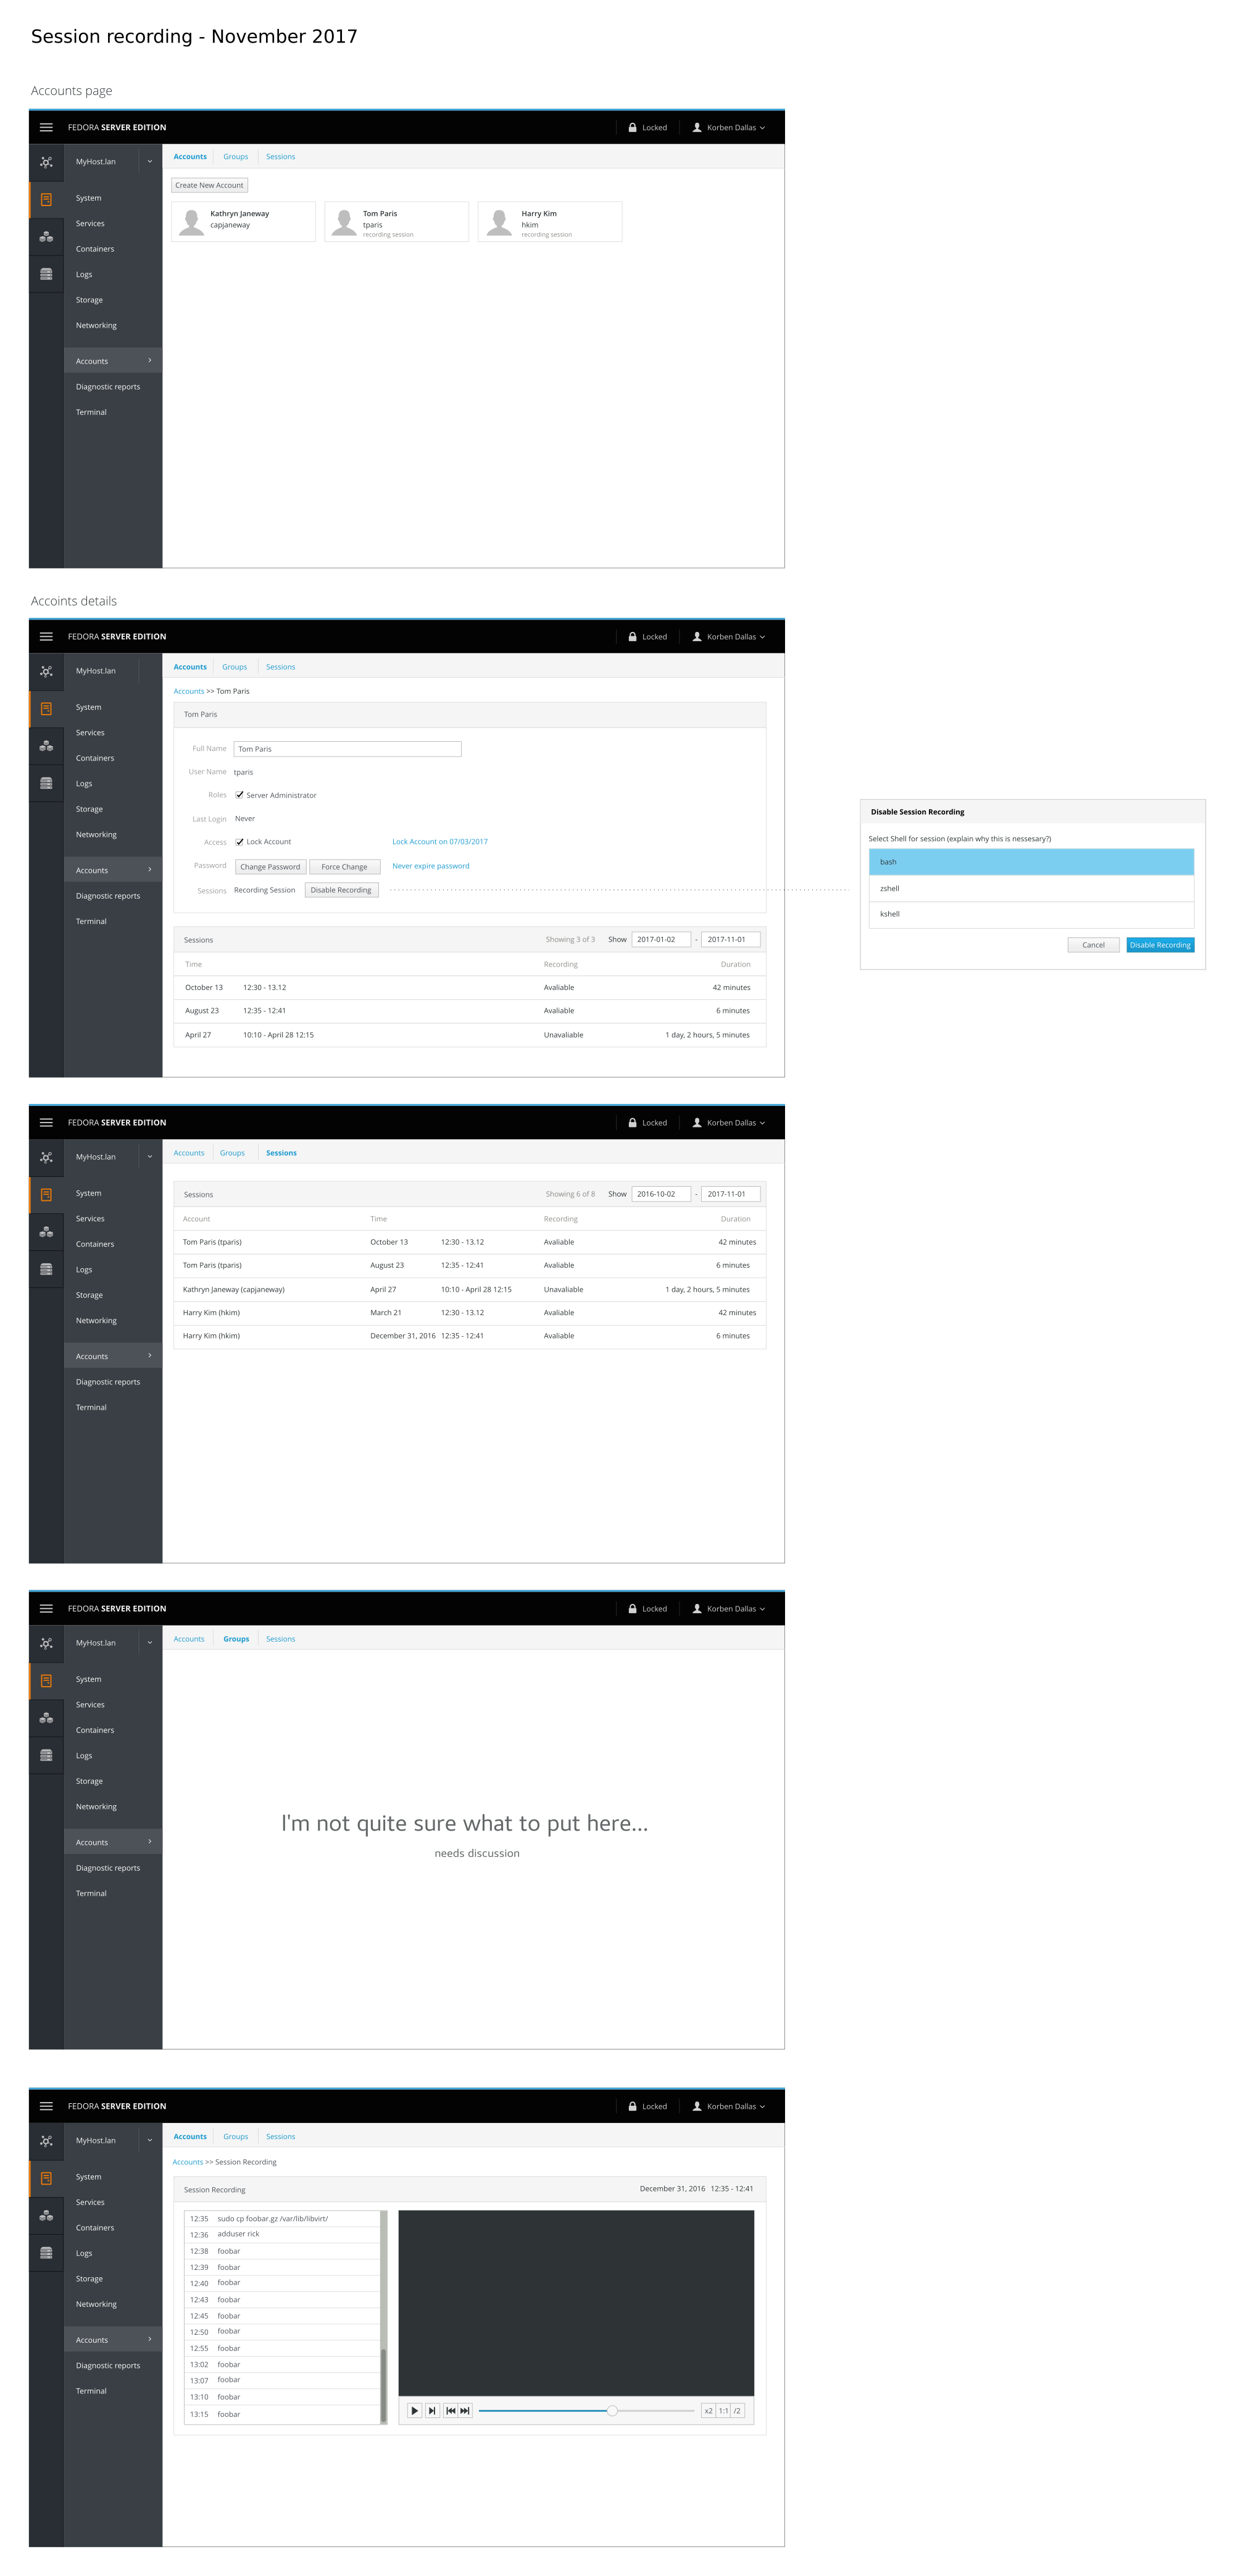 Session recording - November 2017
Accounts page
FEDORA SERVER EDITION Locked Korben Dallas
MyHost.lan
System
Services
Containers
Logs
Storage
Networking
Accounts
Diagnostic reports
Terminal
Accounts Groups Sessions
Create New Account
Kathryn Janeway
capjaneway
Tom Paris
tparis
recording session
Harry Kim
hkim
recording session
Accoints details
FEDORA SERVER EDITION Locked Korben Dallas
MyHost.lan
System
Services
Containers
Logs
Storage
Networking
Accounts
Diagnostic reports
Terminal
Accounts Groups Sessions
Accounts >> Tom Paris
Tom Paris
Full Name Tom Paris
User Name tparis
Roles Server Administrator
Last Login Never
Access Lock Account Lock Account on 07/03/2017
Password Change Password Force Change Never expire password
Sessions Recording Session Disable Recording
Sessions Showing 3 of 3 Show 2017-01-02 - 2017-11-01
Time Recording Duration
October 13 12:30 - 13.12 Avaliable 42 minutes
August 23 12:35 - 12:41 Avaliable 6 minutes
April 27 10:10 - April 28 12:15 Unavaliable 1 day, 2 hours, 5 minutes
Disable Session Recording
Select Shell for session (explain why this is nessesary?)
bash
zshell
kshell
Cancel Disable Recording
FEDORA SERVER EDITION Locked Korben Dallas
MyHost.lan
System
Services
Containers
Logs
Storage
Networking
Accounts
Diagnostic reports
Terminal
Accounts Groups Sessions
Sessions Showing 6 of 8 Show 2016-10-02 - 2017-11-01
Account Time Recording Duration
Tom Paris (tparis) October 13 12:30 - 13.12 Avaliable 42 minutes
Tom Paris (tparis) August 23 12:35 - 12:41 Avaliable 6 minutes
Kathryn Janeway (capjaneway) April 27 10:10 - April 28 12:15 Unavaliable 1 day, 2 hours, 5 minutes
Harry Kim (hkim) March 21 12:30 - 13.12 Avaliable 42 minutes
Harry Kim (hkim) December 31, 2016 12:35 - 12:41 Avaliable 6 minutes
FEDORA SERVER EDITION Locked Korben Dallas
MyHost.lan
System
Services
Containers
Logs
Storage
Networking
Accounts
Diagnostic reports
Terminal
Accounts Groups Sessions
I'm not quite sure what to put here...
needs discussion
FEDORA SERVER EDITION Locked Korben Dallas
MyHost.lan
System
Services
Containers
Logs
Storage
Networking
Accounts
Diagnostic reports
Terminal
Accounts Groups Sessions
Accounts >> Session Recording
Session Recording December 31, 2016 12:35 - 12:41
12:35 sudo cp foobar.gz /var/lib/libvirt/
12:36 adduser rick
12:38 foobar
12:39 foobar
12:40 foobar
12:43 foobar
12:45 foobar
12:50 foobar
12:55 foobar
13:02 foobar
13:07 foobar
13:10 foobar
13:15 foobar
x2 1:1 /2